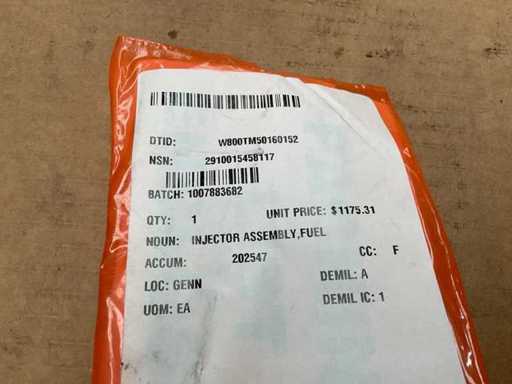 DTID: W800TM50160152
NSN: 2910015458117
BATCH: 1007883682
QTY: 1 UNIT PRICE: $1175.31
NOUN: INJECTOR ASSEMBLY,FUEL
ACCUM: 202547 CC: F
LOC: GENN DEMIL: A
UOM: EA DEMIL IC: 1